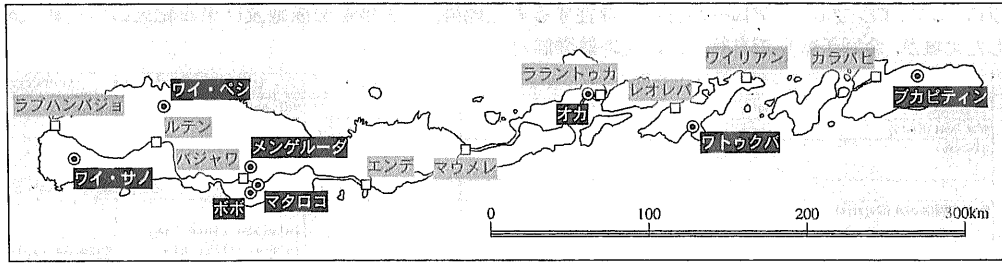 ワイリアン
カラバヒ
ララントゥカ
ラブハンバジョ
ワイ・ペシ
レオレバ
ブカピティン
オカ
ルテン
メンゲルーダ
バジャワ
エンデ
マウメレ
アトゥクバ
ワイ・サノ
ボボ
マタロコ
0 100 200 300km